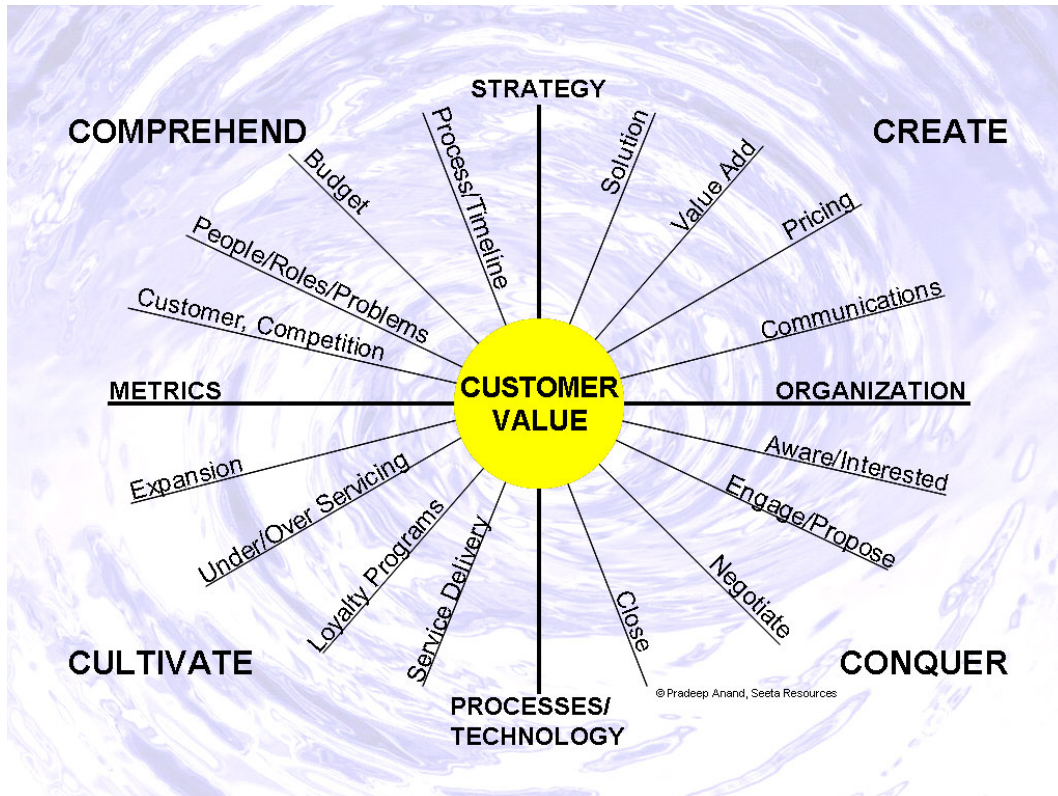 STRATEGY
COMPREHEND
CREATE
Budget
Process/Timeline
Solution
Value Add
Pricing
People/Roles/Problems
Customer, Competition
Communications
METRICS
CUSTOMER
VALUE
ORGANIZATION
Expansion
Under/Over Servicing
Loyalty Programs
Service Delivery
Aware/Interested
Engage/Propose
Negotiate
Close
CULTIVATE
CONQUER
© Pradeep Anand, Seeta Resources
PROCESSES/
TECHNOLOGY